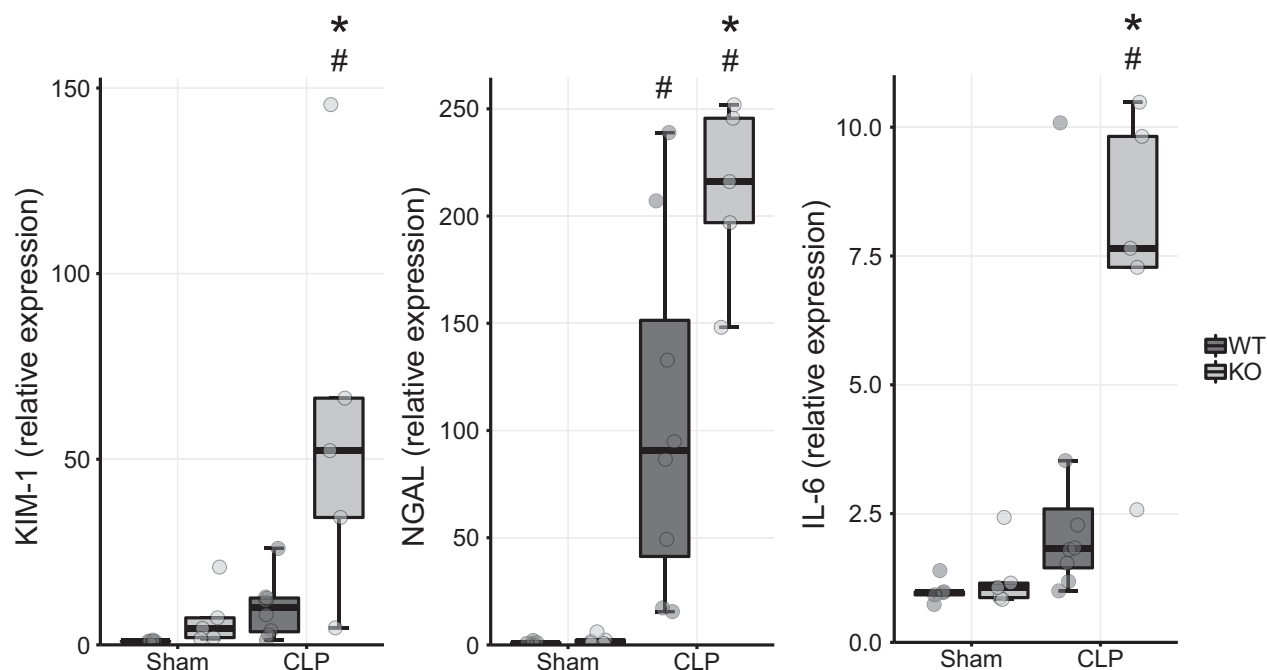 *
#
KIM-1 (relative expression)
150
100
50
0
Sham
CLP
*
#
#
NGAL (relative expression)
250
200
150
100
50
0
Sham
CLP
*
#
IL-6 (relative expression)
10.0
7.5
5.0
2.5
0.0
Sham
CLP
WT
KO